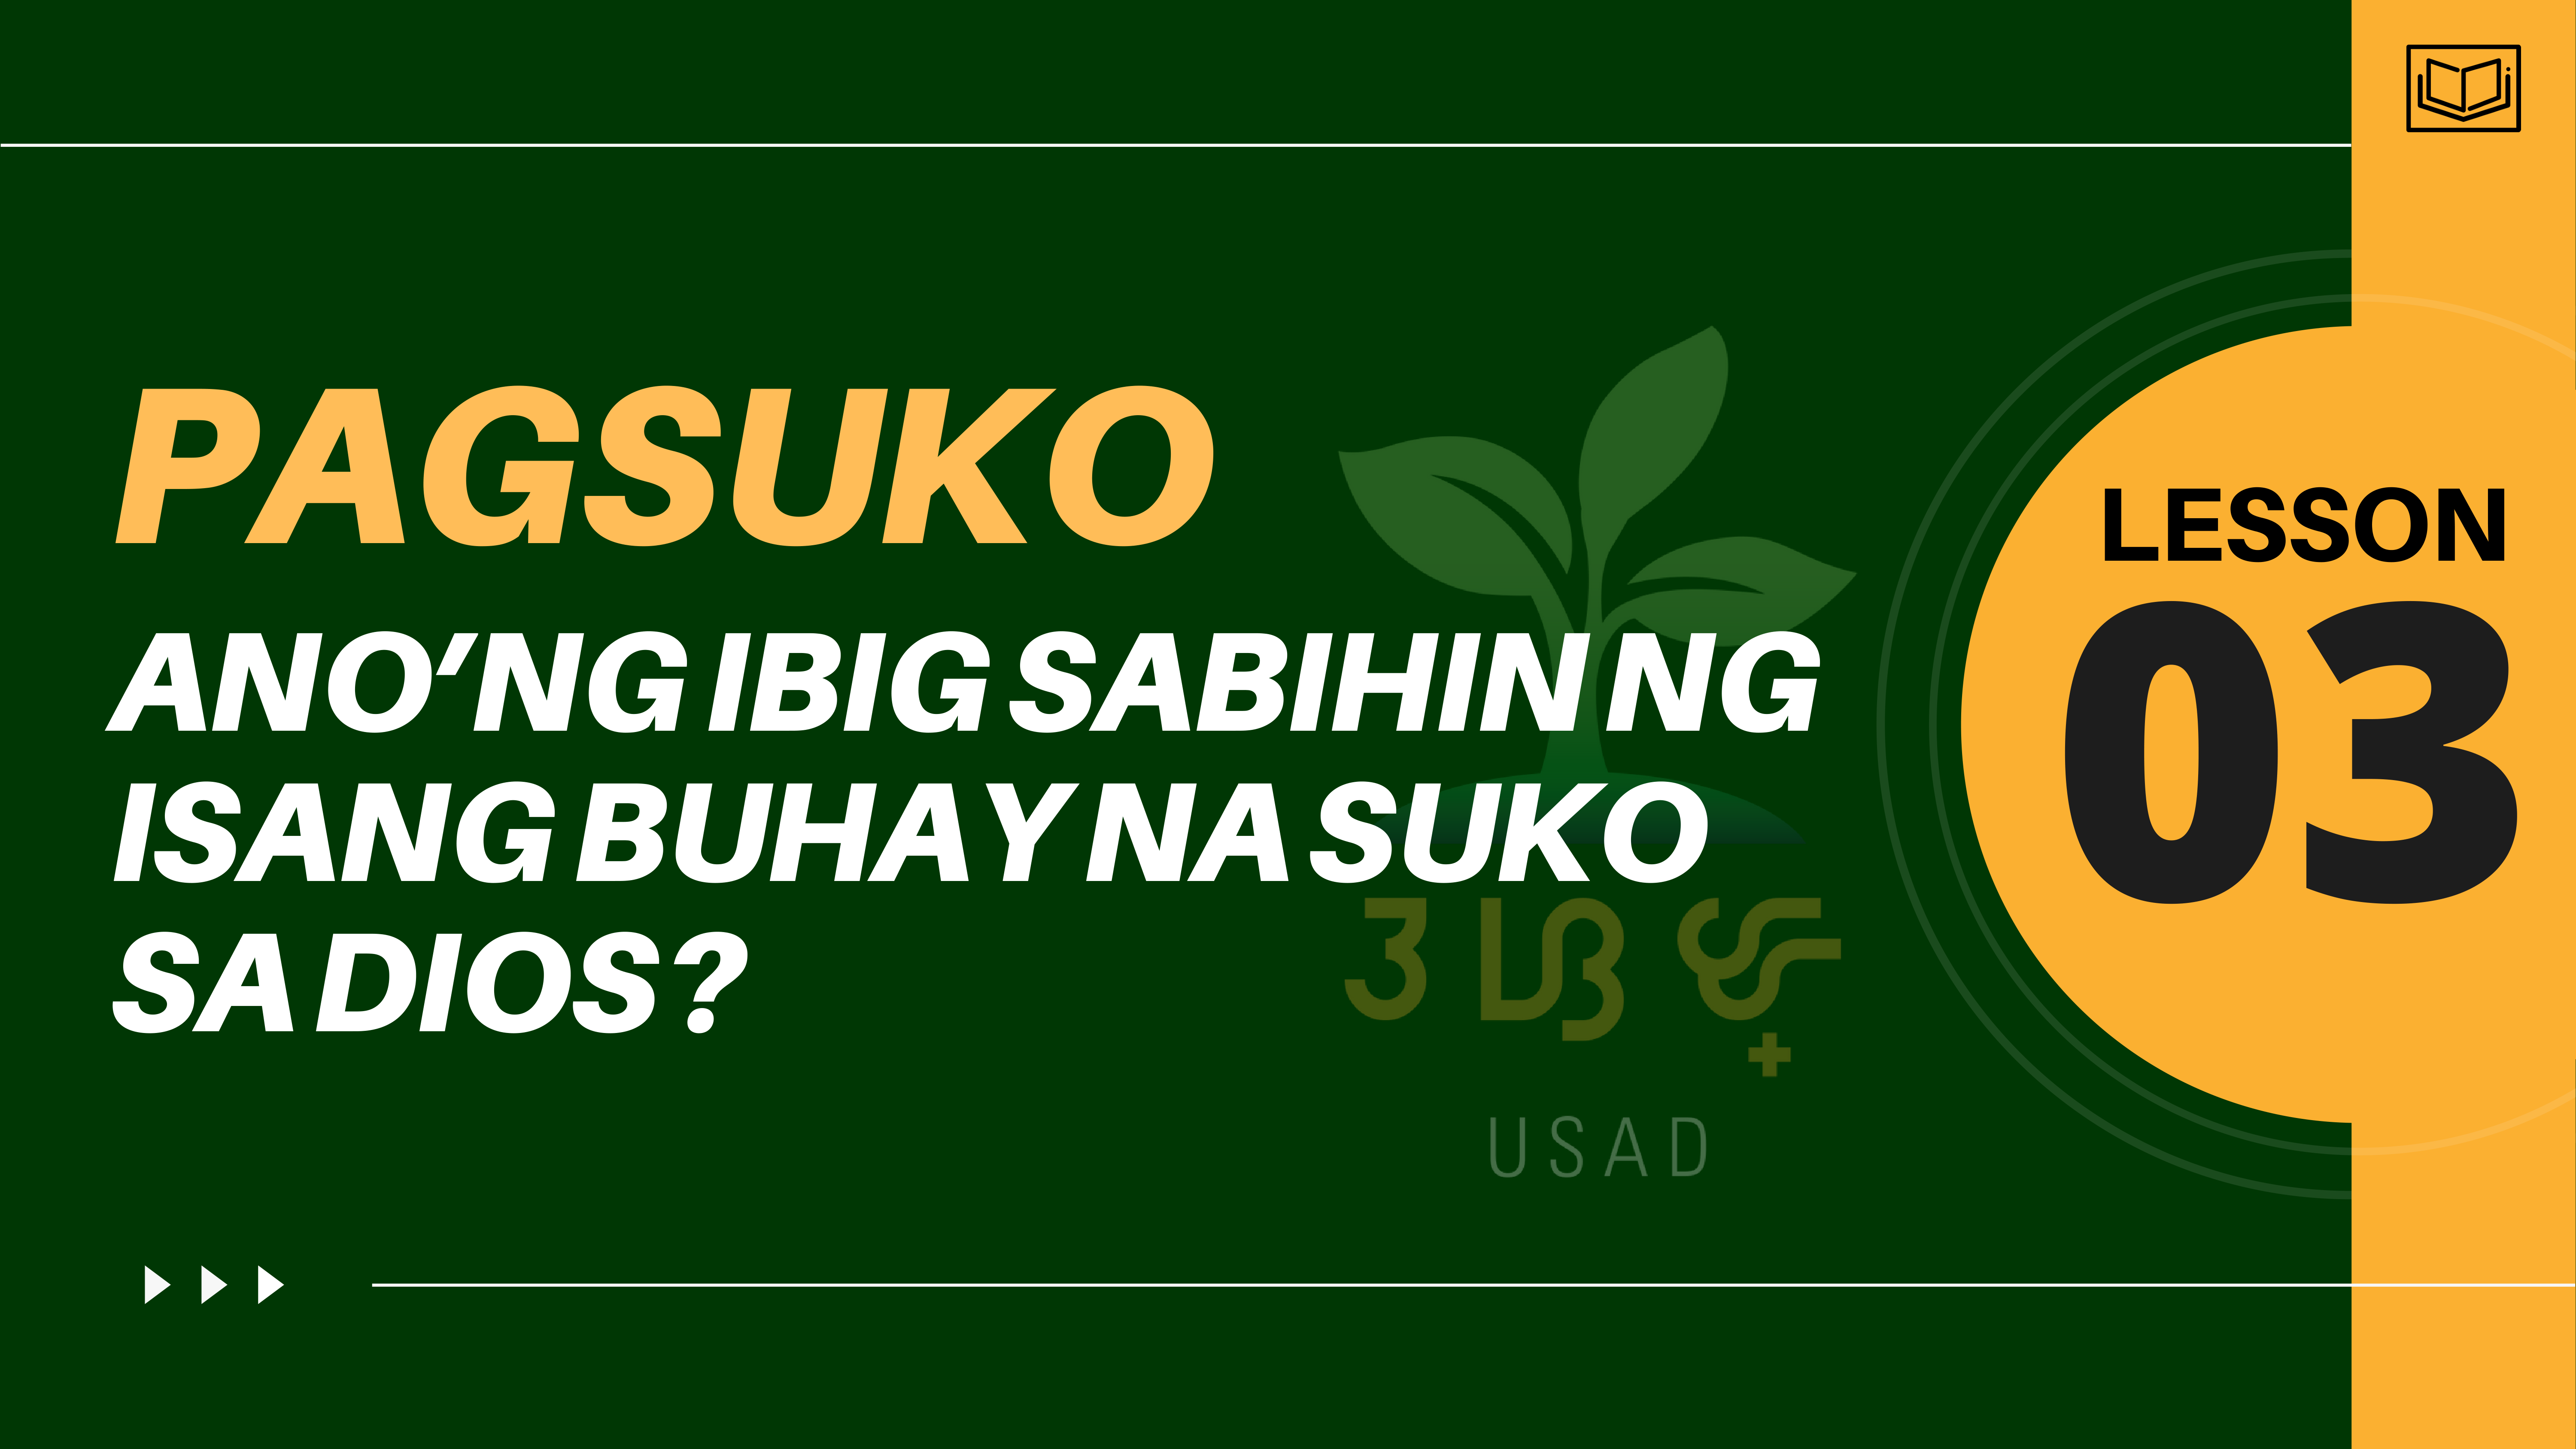 PAGSUKO
ANO’NG IBIG SABIHIN NG
ISANG BUHAY NA SUKO
SA DIOS?
LESSON
03
ᜂ ᜐ ᜇ᜔
USAD